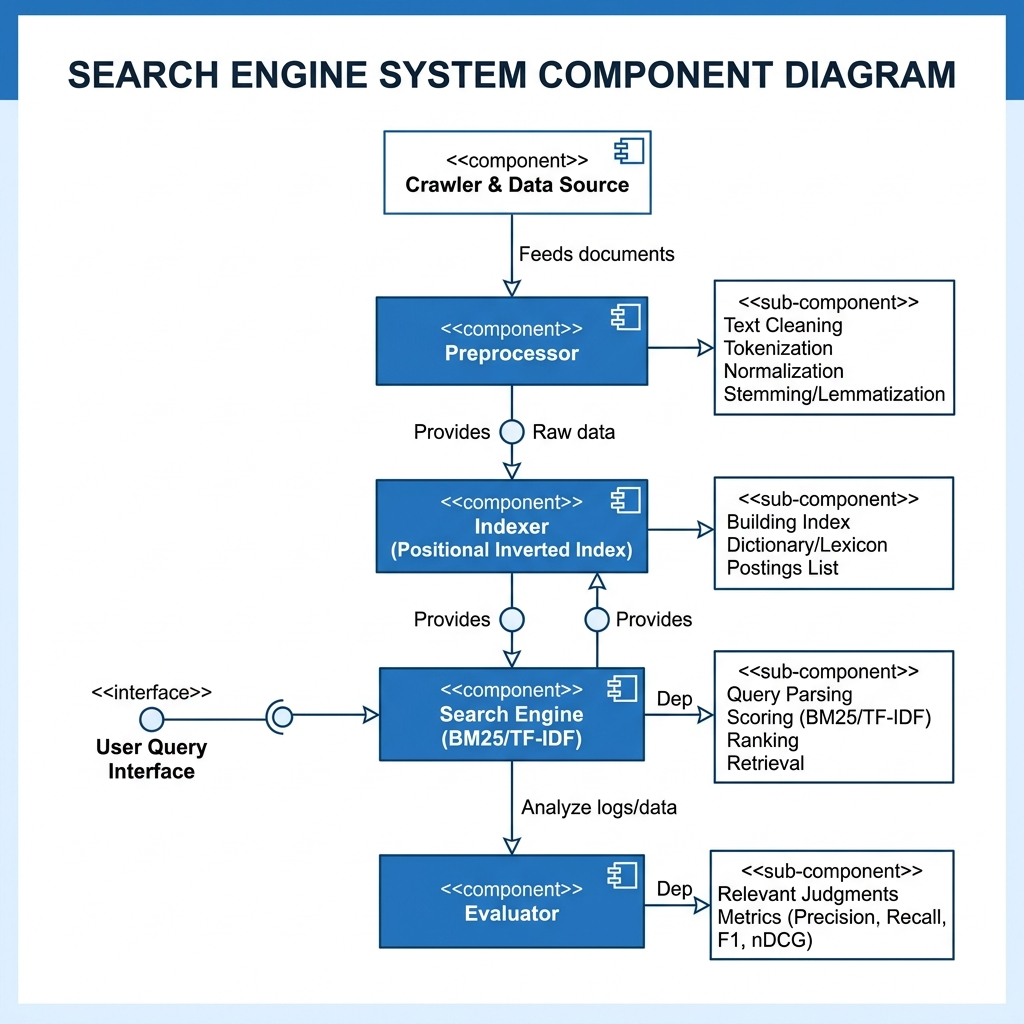 SEARCH ENGINE SYSTEM COMPONENT DIAGRAM
<<component>>
Crawler & Data Source
Feeds documents
<<component>>
Preprocessor
<<sub-component>>
Text Cleaning
Tokenization
Normalization
Stemming/Lemmatization
Provides
Raw data
<<component>>
Indexer
(Positional Inverted Index)
<<sub-component>>
Building Index
Dictionary/Lexicon
Postings List
Provides
Provides
<<interface>>
User Query
Interface
<<component>>
Search Engine
(BM25/TF-IDF)
Dep
<<sub-component>>
Query Parsing
Scoring (BM25/TF-IDF)
Ranking
Retrieval
Analyze logs/data
<<component>>
Evaluator
Dep
<<sub-component>>
Relevant Judgments
Metrics (Precision, Recall,
F1, nDCG)